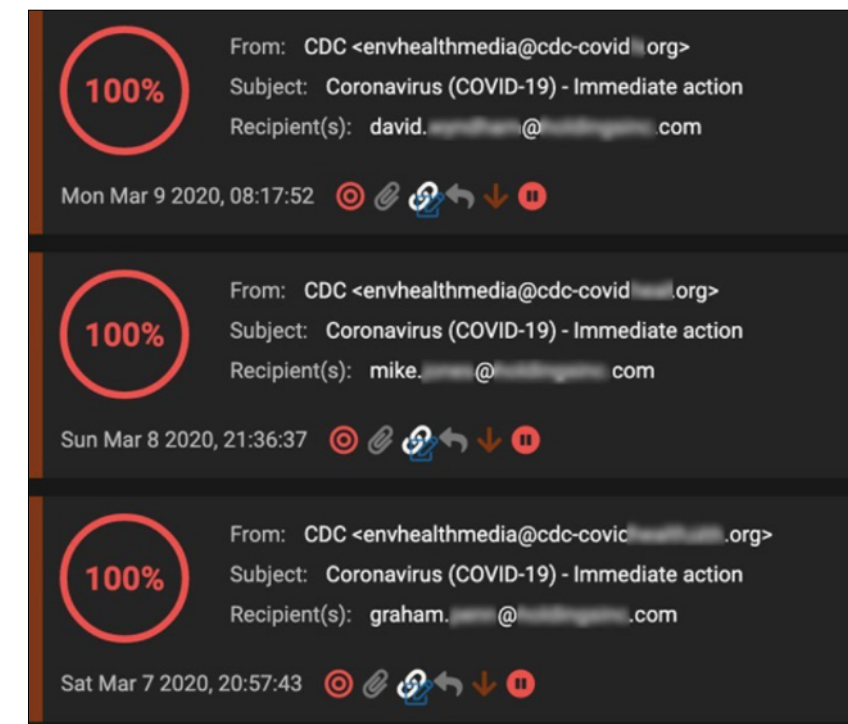 100%
From: CDC <envhealthmedia@cdc-covid org>
Subject: Coronavirus (COVID-19) - Immediate action
Recipient(s): david. @ .com
Mon Mar 9 2020, 08:17:52
100%
From: CDC <envhealthmedia@cdc-covid .org>
Subject: Coronavirus (COVID-19) - Immediate action
Recipient(s): mike. @ com
Sun Mar 8 2020, 21:36:37
100%
From: CDC <envhealthmedia@cdc-covid .org>
Subject: Coronavirus (COVID-19) - Immediate action
Recipient(s): graham. @ .com
Sat Mar 7 2020, 20:57:43